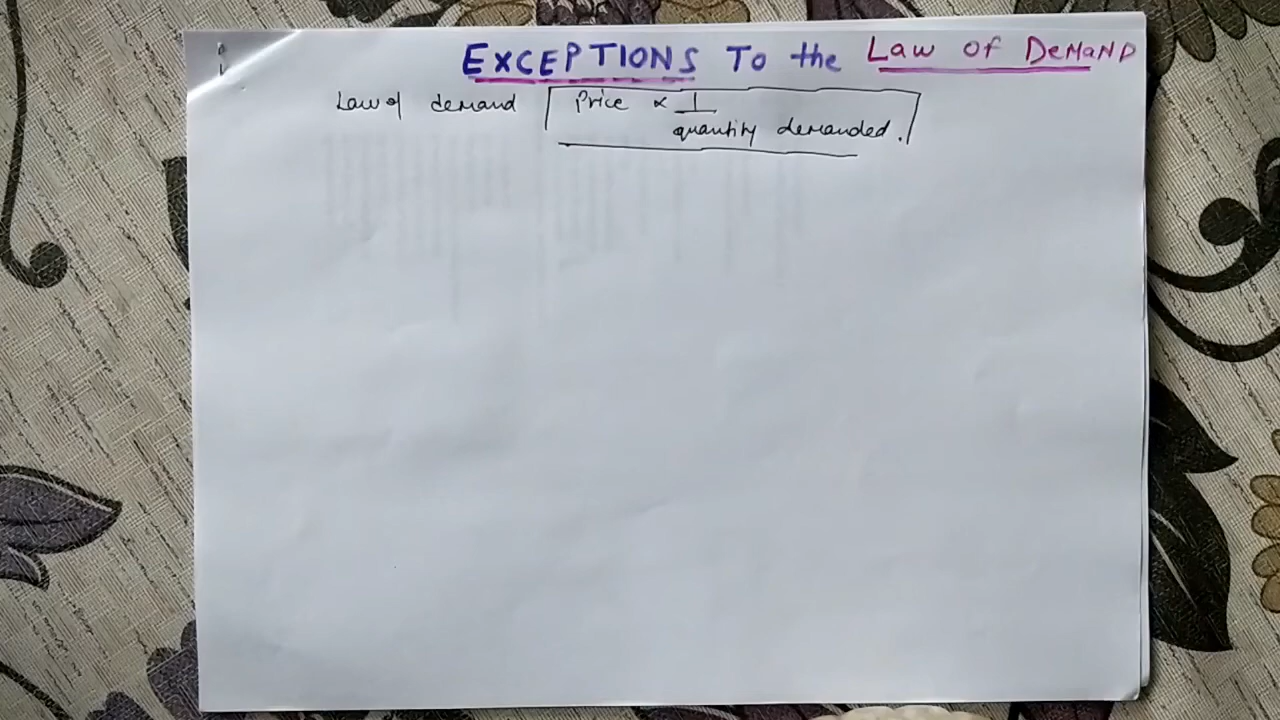 EXCEPTIONS To the Law Of DeMAND
Law of demand Price ∝ 1
quantity demanded.